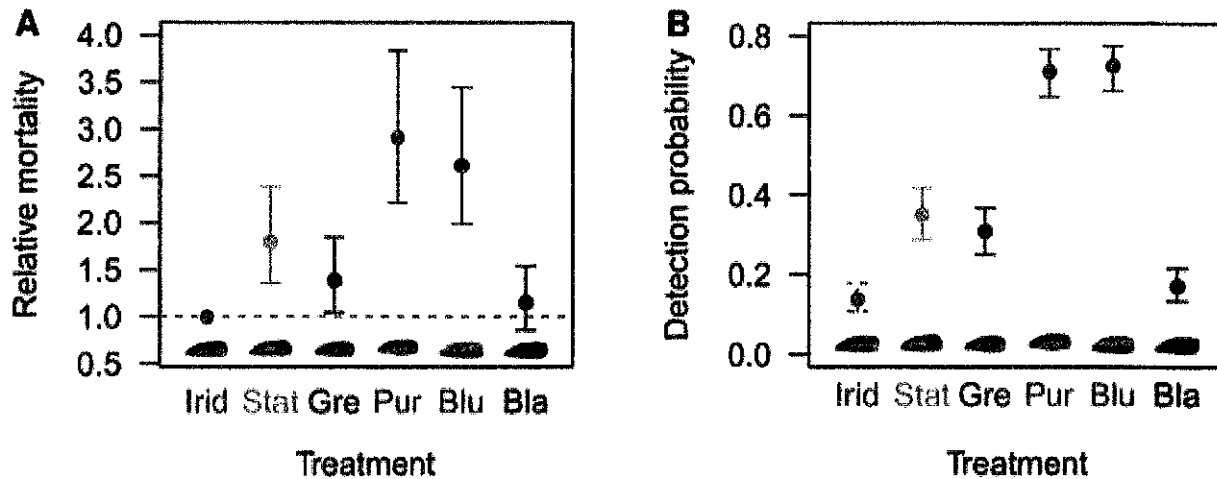 A
Relative mortality
4.0
3.5
3.0
2.5
2.0
1.5
1.0
0.5
Irid Stat Gre Pur Blu Bla
Treatment
B
Detection probability
0.8
0.6
0.4
0.2
0.0
Irid Stat Gre Pur Blu Bla
Treatment